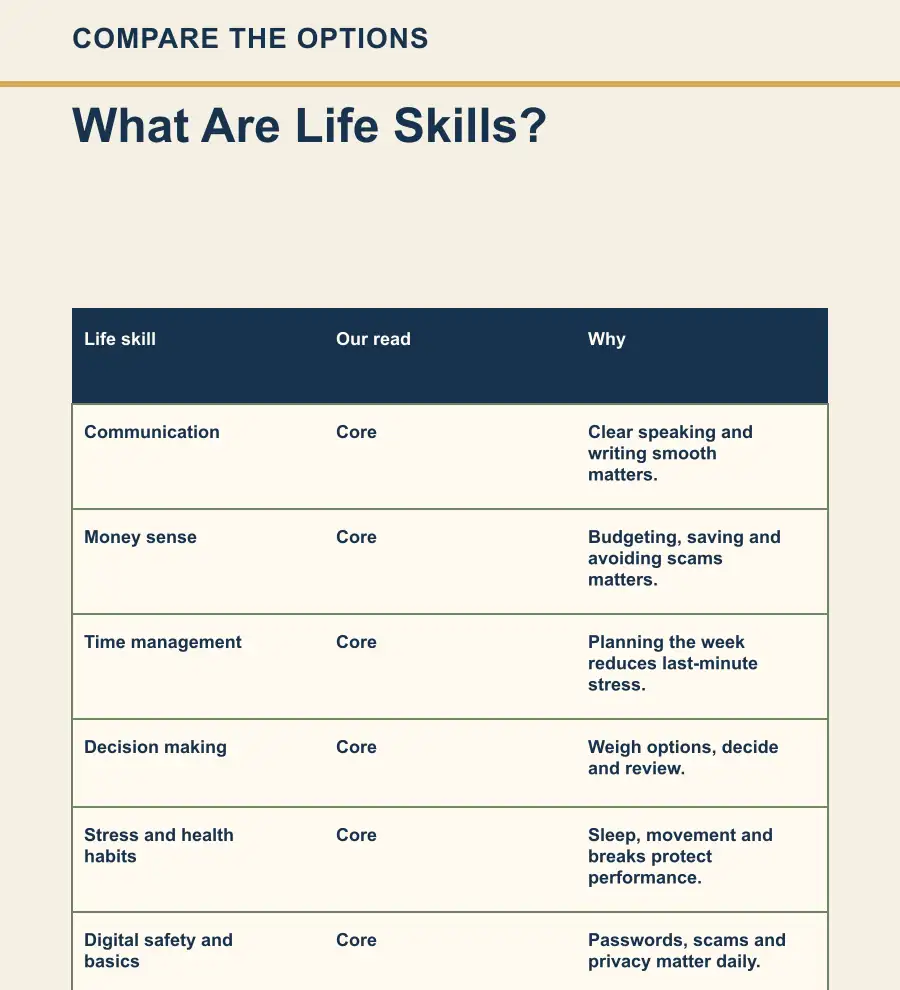 COMPARE THE OPTIONS
What Are Life Skills?
Life skill Our read Why
Communication Core Clear speaking and
writing smooth
matters.
Money sense Core Budgeting, saving and
avoiding scams
matters.
Time management Core Planning the week
reduces last-minute
stress.
Decision making Core Weigh options, decide
and review.
Stress and health Core Sleep, movement and
habits breaks protect
performance.
Digital safety and Core Passwords, scams and
basics privacy matter daily.